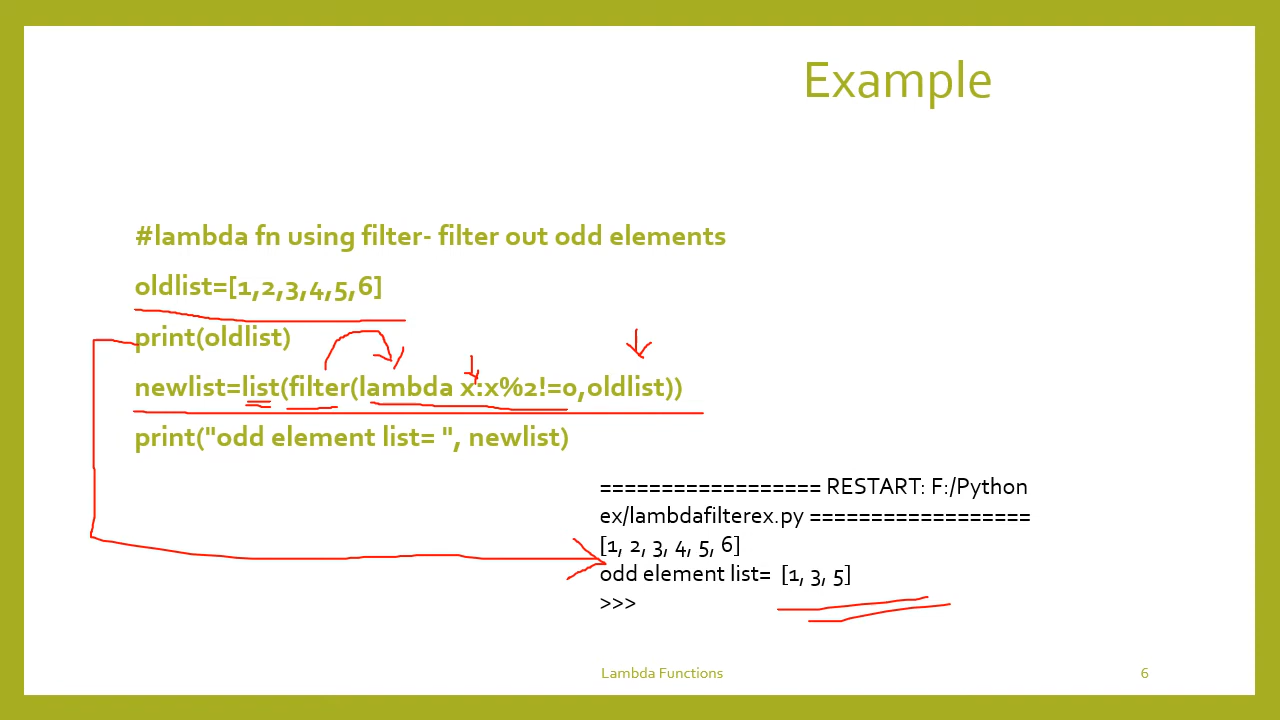 Example
#lambda fn using filter- filter out odd elements
oldlist=[1,2,3,4,5,6]
print(oldlist)
newlist=list(filter(lambda x:x%2!=0,oldlist))
print("odd element list= ", newlist)
================== RESTART: F:/Python
ex/lambdafilterex.py ==================
[1, 2, 3, 4, 5, 6]
odd element list=  [1, 3, 5]
>>>
Lambda Functions
6